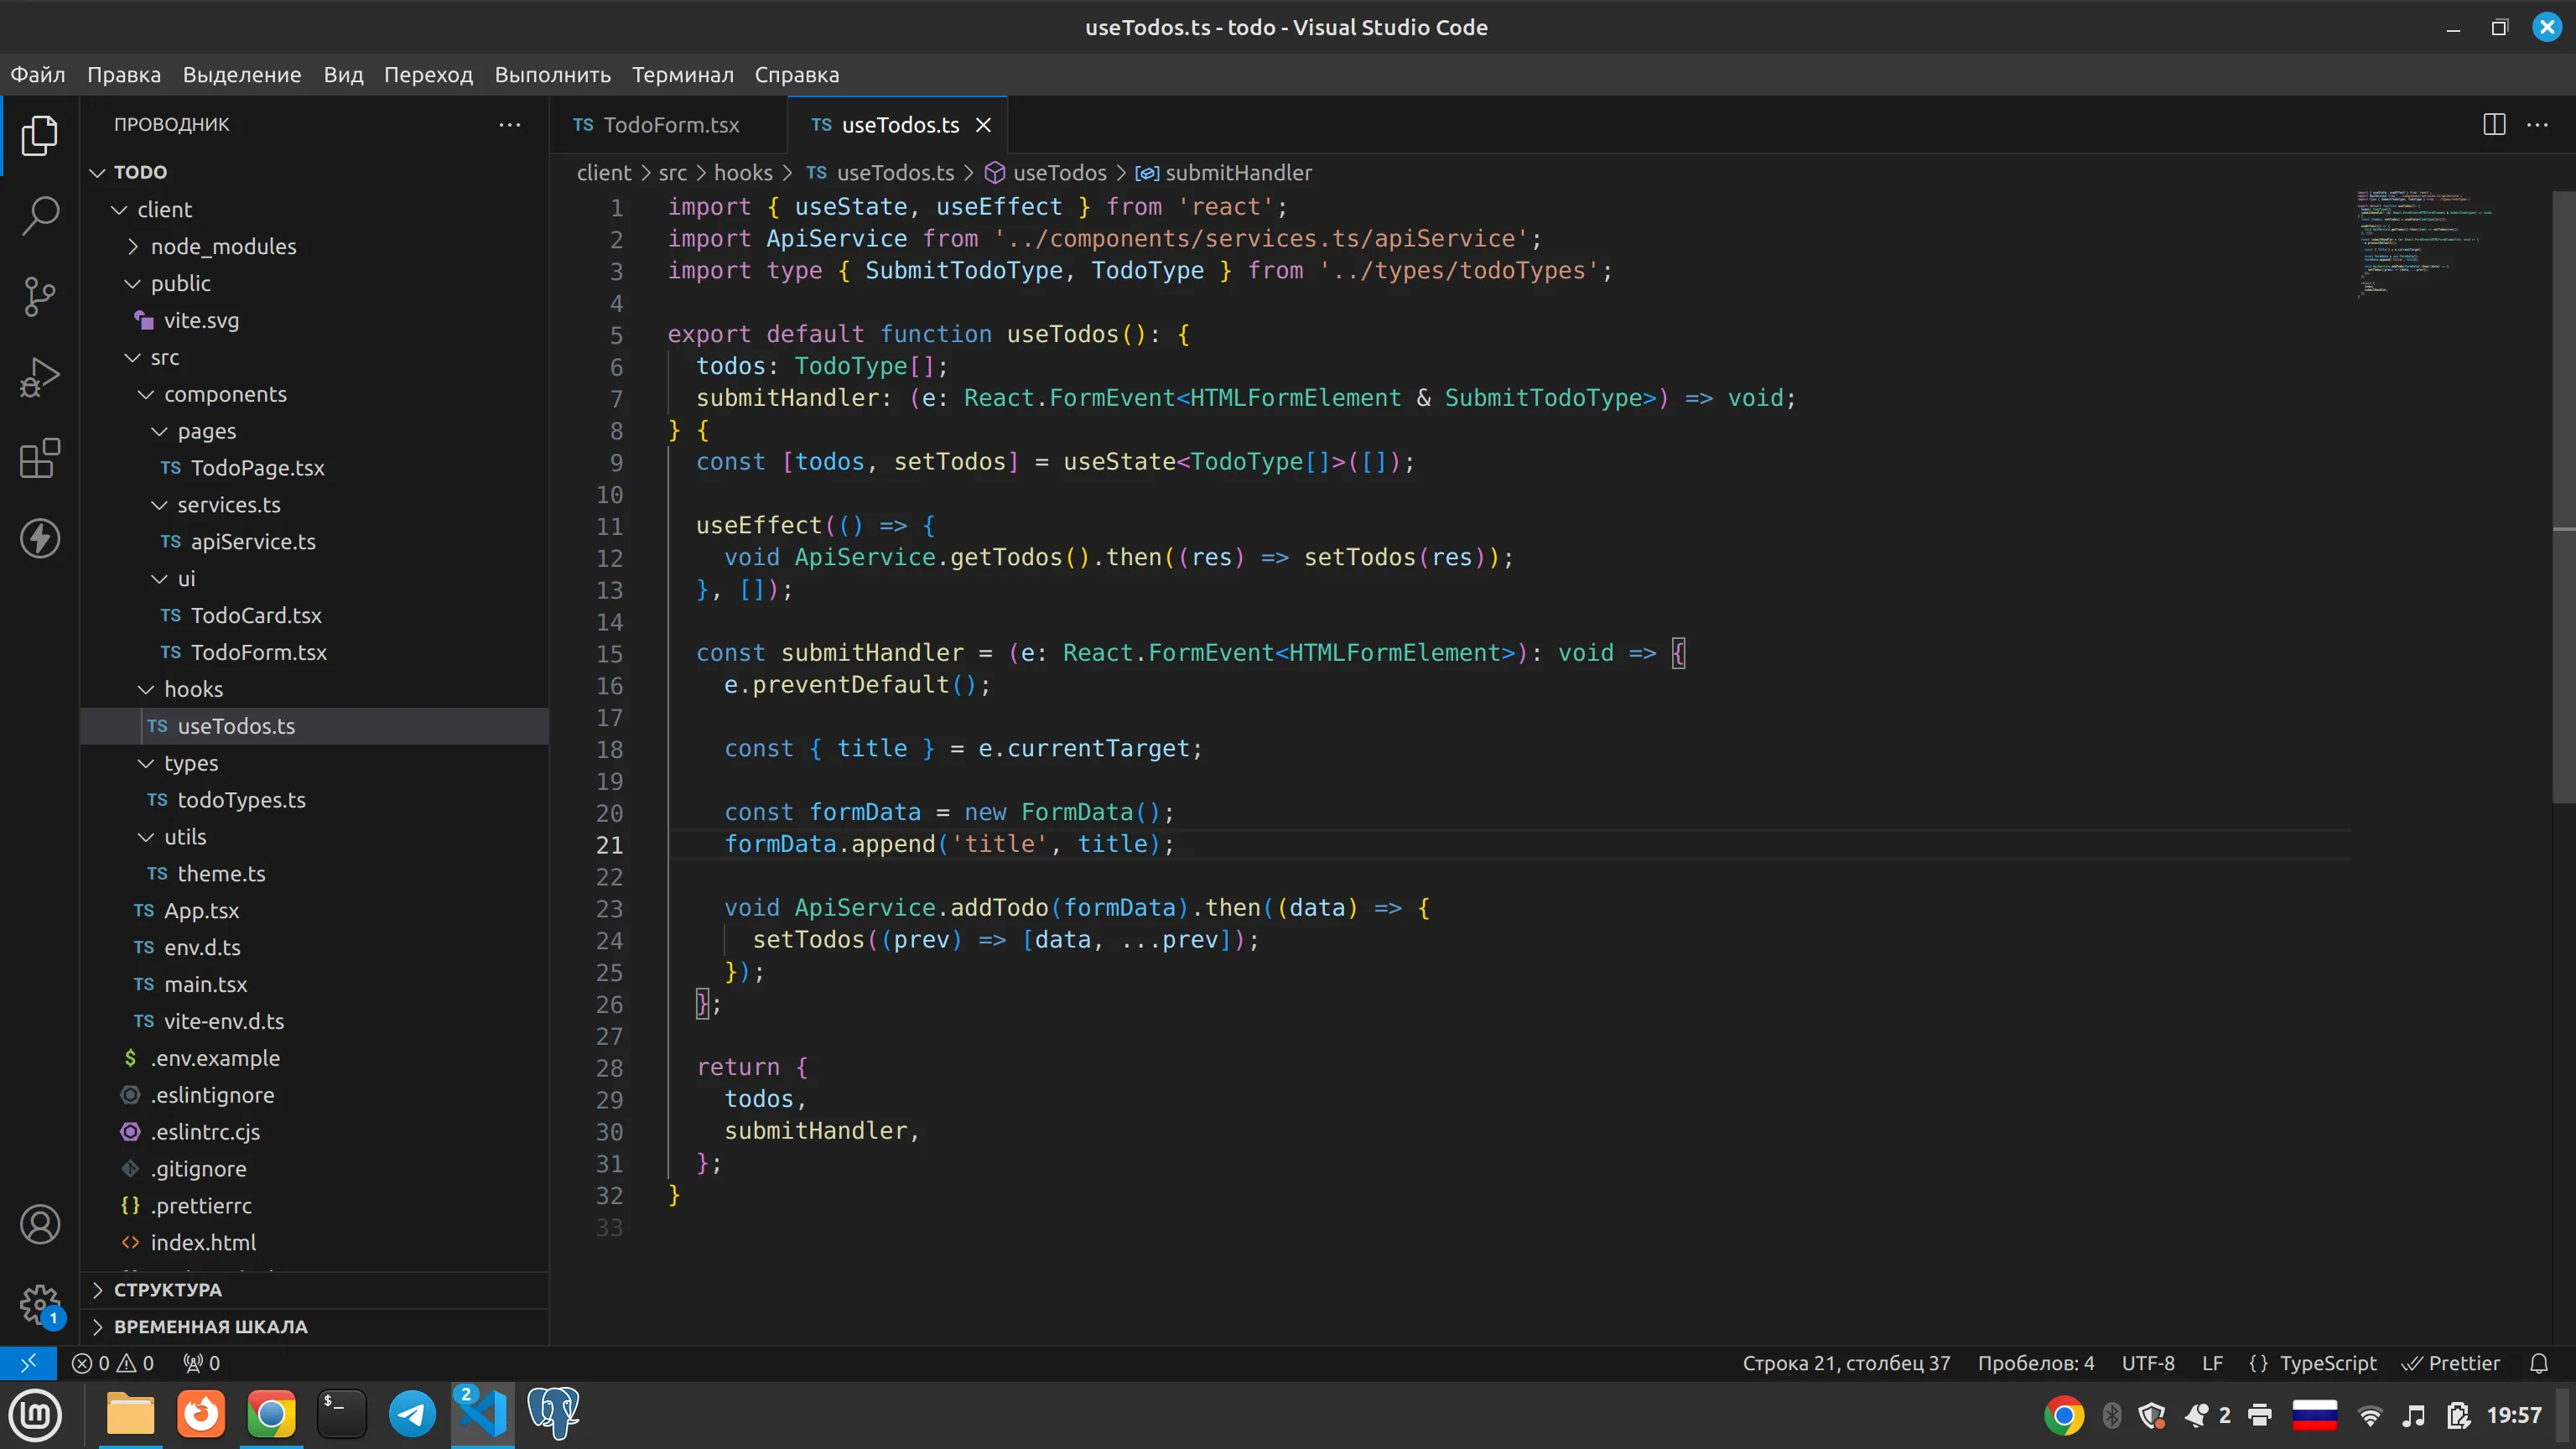 useTodos.ts - todo - Visual Studio Code
Файл Правка Выделение Вид Переход Выполнить Терминал Справка
ПРОВОДНИК
TODO
client
node_modules
public
vite.svg
src
components
pages
TS TodoPage.tsx
services.ts
TS apiService.ts
ui
TS TodoCard.tsx
TS TodoForm.tsx
hooks
TS useTodos.ts
types
TS todoTypes.ts
utils
TS theme.ts
TS App.tsx
TS env.d.ts
TS main.tsx
TS vite-env.d.ts
$ .env.example
.eslintignore
.eslintrc.cjs
.gitignore
{} .prettierrc
<> index.html
СТРУКТУРА
ВРЕМЕННАЯ ШКАЛА
TS TodoForm.tsx TS useTodos.ts
client > src > hooks > TS useTodos.ts > useTodos > submitHandler
1 import { useState, useEffect } from 'react';
2 import ApiService from '../components/services.ts/apiService';
3 import type { SubmitTodoType, TodoType } from '../types/todoTypes';
4
5 export default function useTodos(): {
6 todos: TodoType[];
7 submitHandler: (e: React.FormEvent<HTMLFormElement & SubmitTodoType>) => void;
8 } {
9 const [todos, setTodos] = useState<TodoType[]>([]);
10
11 useEffect(() => {
12 void ApiService.getTodos().then((res) => setTodos(res));
13 }, []);
14
15 const submitHandler = (e: React.FormEvent<HTMLFormElement>): void => {
16 e.preventDefault();
17
18 const { title } = e.currentTarget;
19
20 const formData = new FormData();
21 formData.append('title', title);
22
23 void ApiService.addTodo(formData).then((data) => {
24 setTodos((prev) => [data, ...prev]);
25 });
26 };
27
28 return {
29 todos,
30 submitHandler,
31 };
32 }
33
1
0 0 0
Строка 21, столбец 37 Пробелов: 4 UTF-8 LF {} TypeScript Prettier
$_ 2 2 19:57